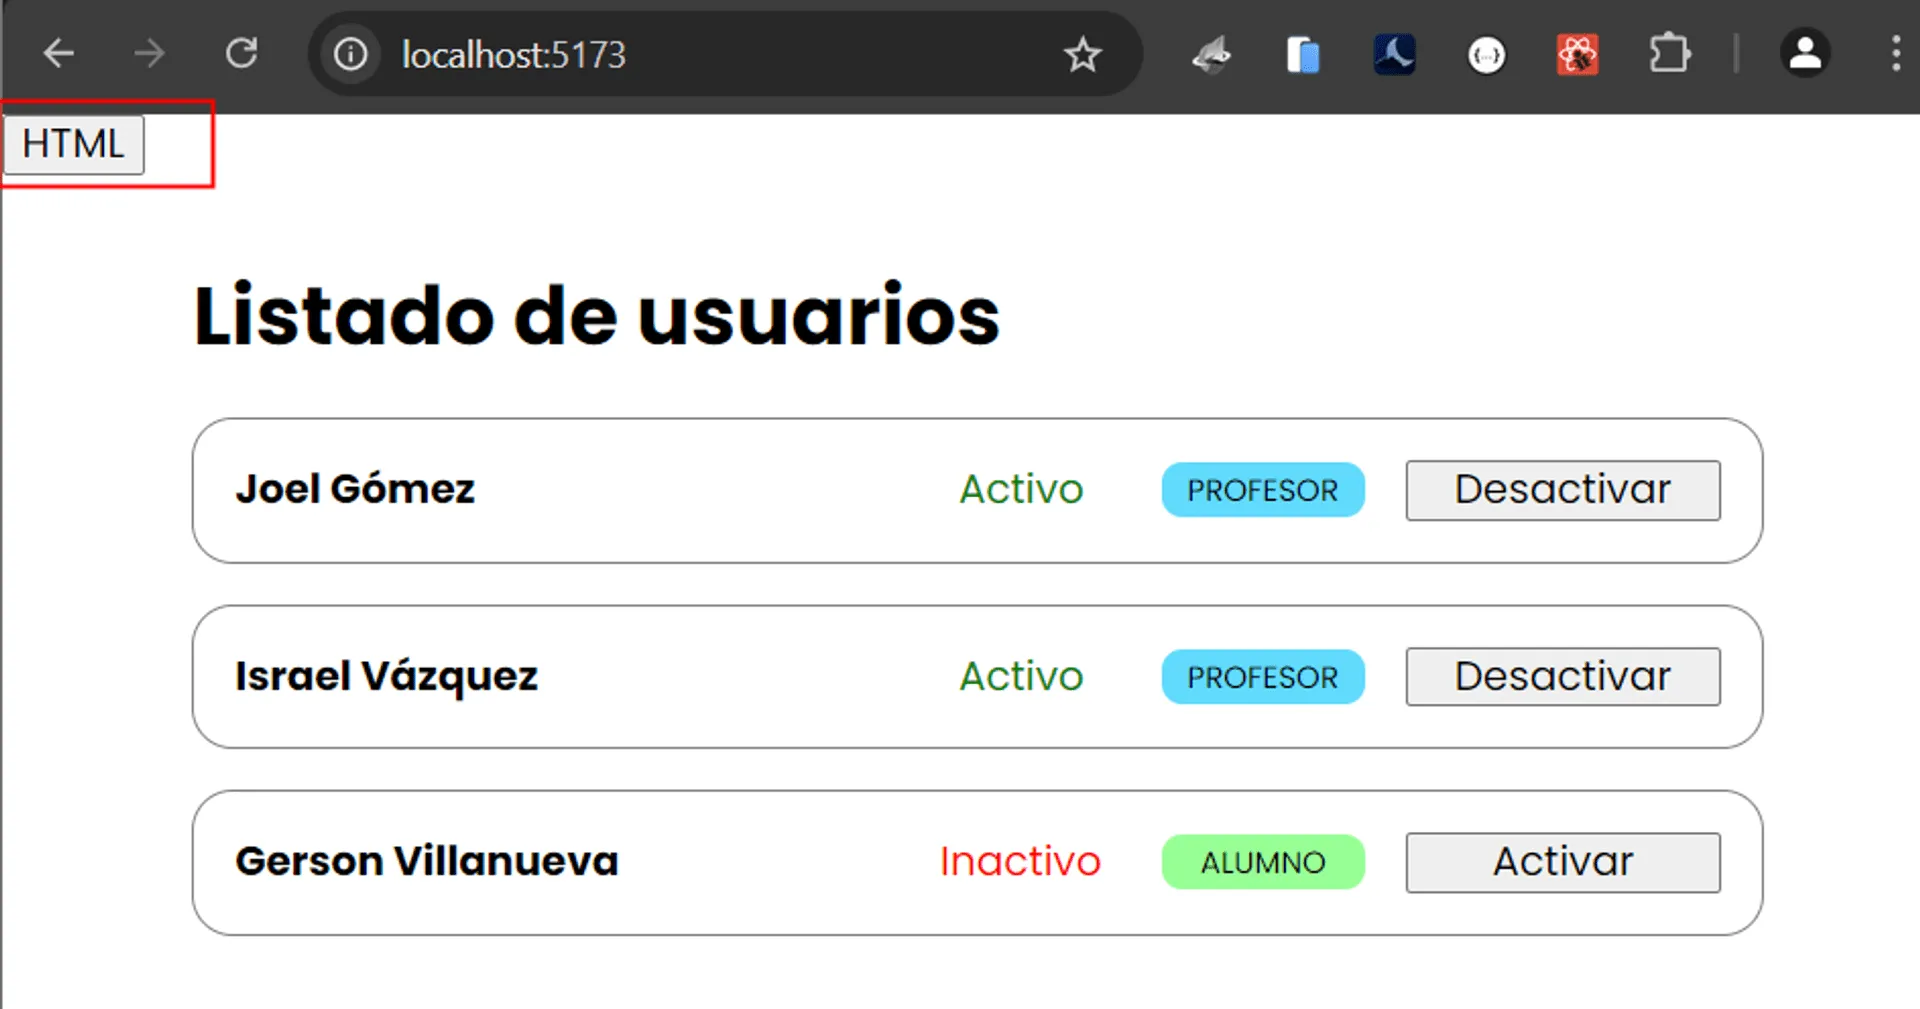 localhost:5173
HTML
Listado de usuarios
Joel Gómez Activo PROFESOR Desactivar
Israel Vázquez Activo PROFESOR Desactivar
Gerson Villanueva Inactivo ALUMNO Activar